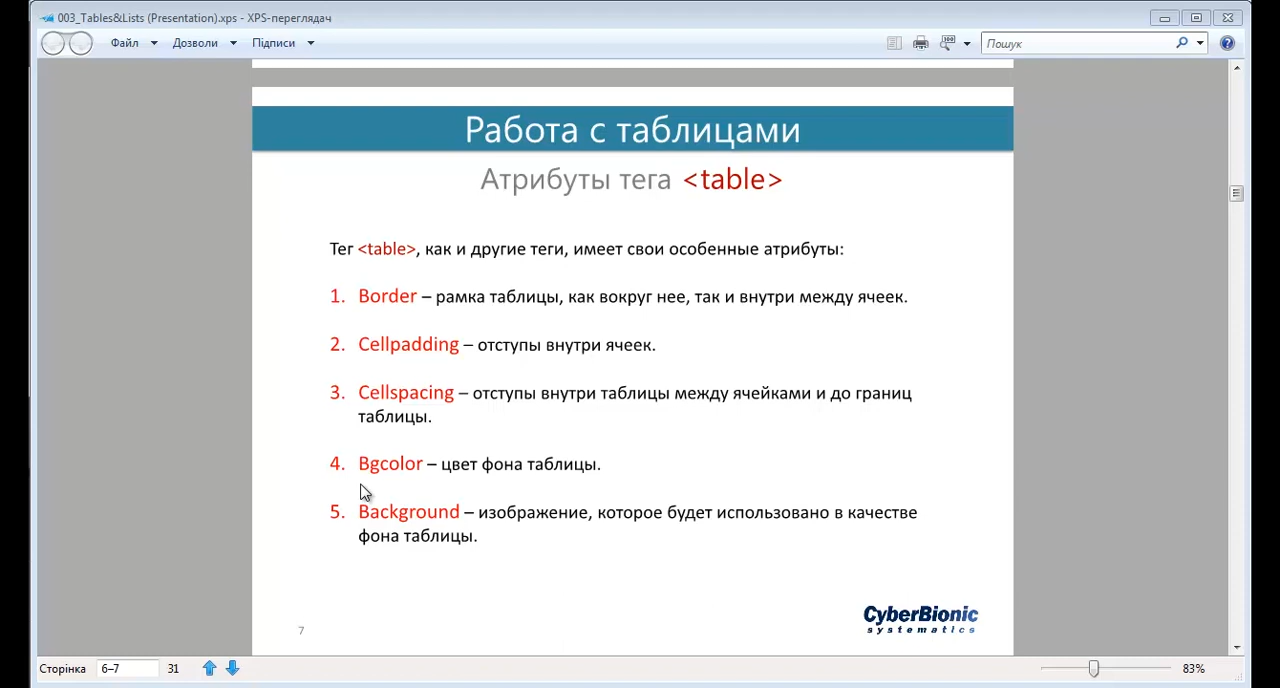 003_Tables&Lists (Presentation).xps - XPS-переглядач
Файл Дозволи Підписи
Пошук
Работа с таблицами
Атрибуты тега <table>
Тег <table>, как и другие теги, имеет свои особенные атрибуты:
1. Border – рамка таблицы, как вокруг нее, так и внутри между ячеек.
2. Cellpadding – отступы внутри ячеек.
3. Cellspacing – отступы внутри таблицы между ячейками и до границ
таблицы.
4. Bgcolor – цвет фона таблицы.
5. Background – изображение, которое будет использовано в качестве
фона таблицы.
7
CyberBionic
systematics
Сторінка 6–7 31 83%